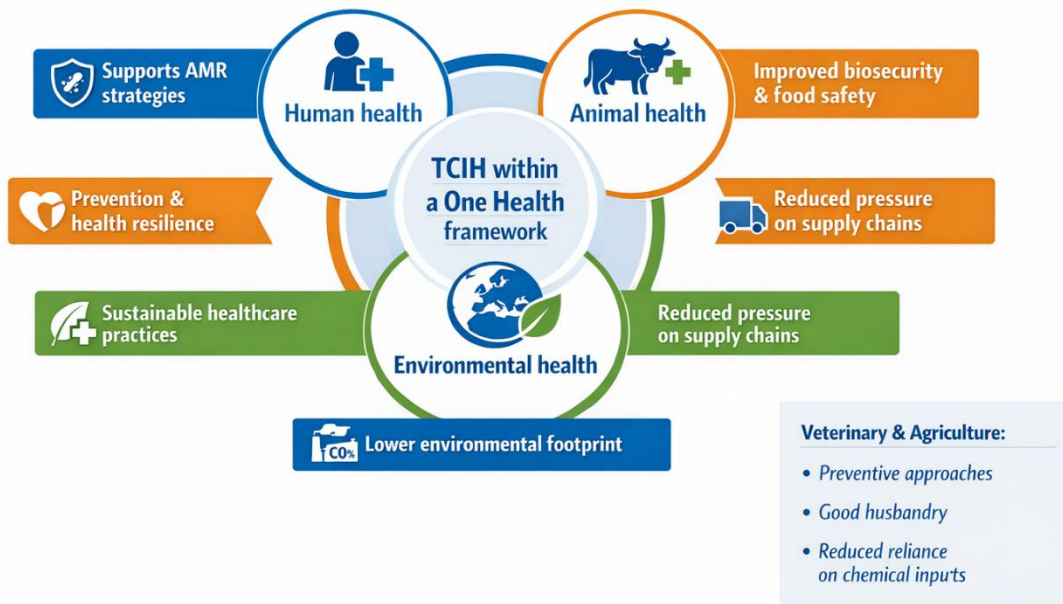 Supports AMR
strategies
Human health
Animal health
Improved biosecurity
& food safety
TCIH within
a One Health
framework
Prevention &
health resilience
Reduced pressure
on supply chains
Sustainable healthcare
practices
Reduced pressure
on supply chains
Environmental health
CO%
Lower environmental footprint
Veterinary & Agriculture:
• Preventive approaches
• Good husbandry
• Reduced reliance
on chemical inputs